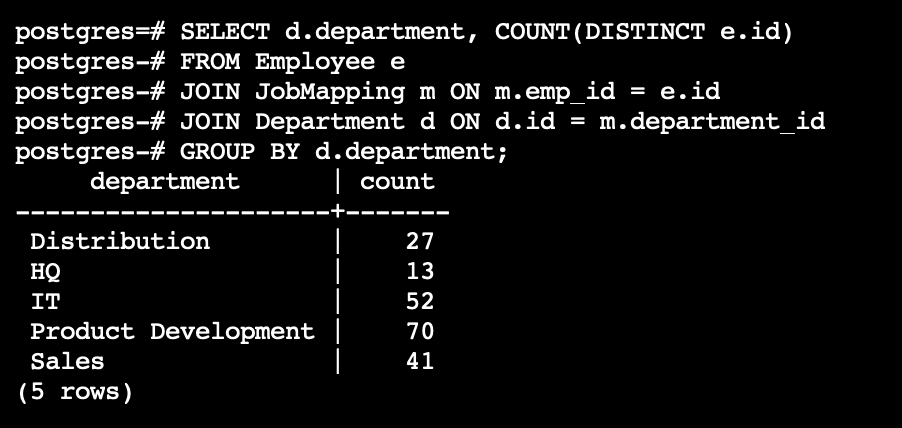 postgres=# SELECT d.department, COUNT(DISTINCT e.id)
postgres-# FROM Employee e
postgres-# JOIN JobMapping m ON m.emp_id = e.id
postgres-# JOIN Department d ON d.id = m.department_id
postgres-# GROUP BY d.department;
     department      | count
---------------------+-------
 Distribution        |    27
 HQ                  |    13
 IT                  |    52
 Product Development |    70
 Sales               |    41
(5 rows)